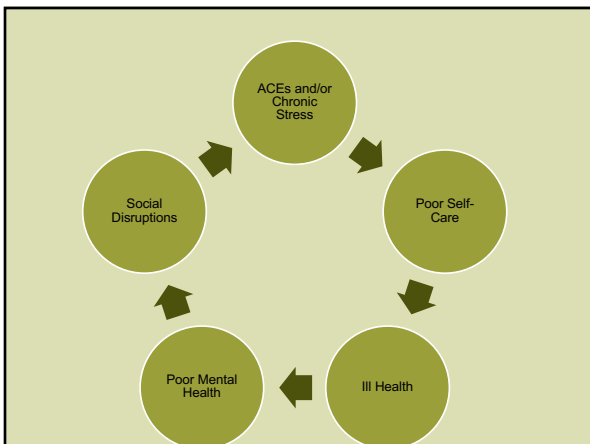 ACEs and/or
Chronic
Stress
Poor Self-
Care
Ill Health
Poor Mental
Health
Social
Disruptions